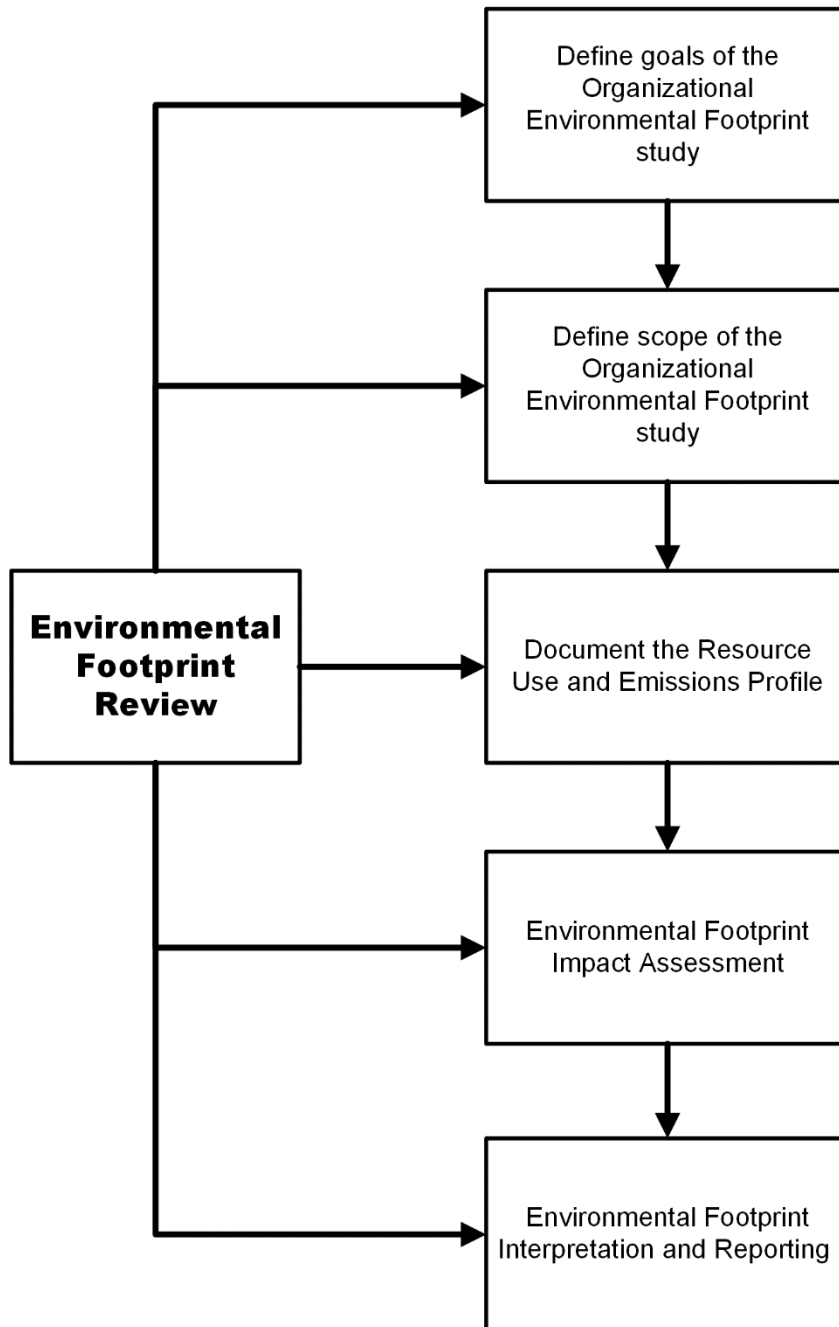 Define goals of the
Organizational
Environmental Footprint
study
Define scope of the
Organizational
Environmental Footprint
study
Environmental
Footprint
Review
Document the Resource
Use and Emissions Profile
Environmental Footprint
Impact Assessment
Environmental Footprint
Interpretation and Reporting